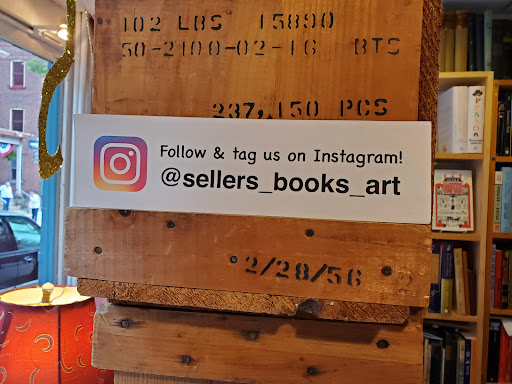 102 LBS 15890
50-2100-02-16 BTS
237,150 PCS
Follow & tag us on Instagram!
@sellers_books_art
2/28/56